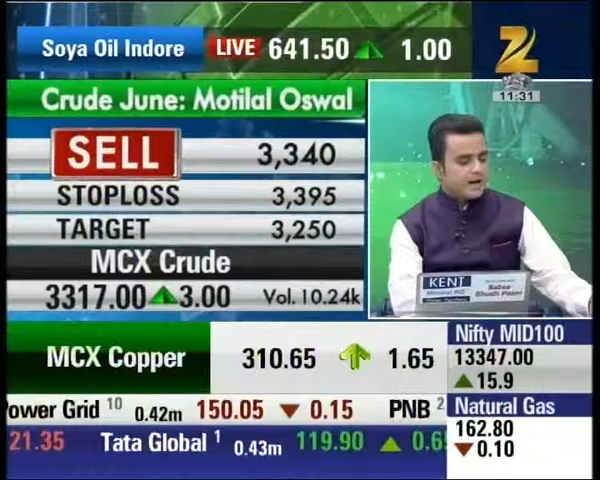 Soya Oil Indore LIVE 641.50 1.00
Z
11:31
Crude June: Motilal Oswal
SELL 3,340
STOPLOSS 3,395
TARGET 3,250
MCX Crude
3317.00 3.00 Vol. 10.24k
KENT
MCX Copper 310.65 1.65
Nifty MID100
13347.00
15.9
ower Grid 10 0.42m 150.05 0.15 PNB 2
Natural Gas
162.80
0.10
21.35 Tata Global 1 0.43m 119.90 0.6